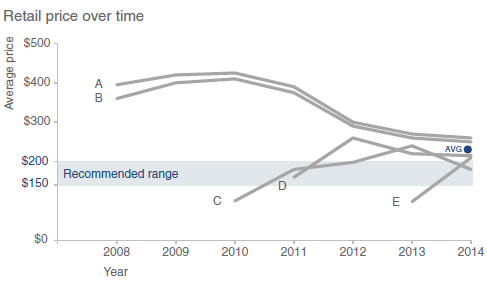 Retail price over time
Average price
$500
$400
$300
$200
$150
$0
A
B
C
D
E
AVG
Recommended range
2008 2009 2010 2011 2012 2013 2014
Year